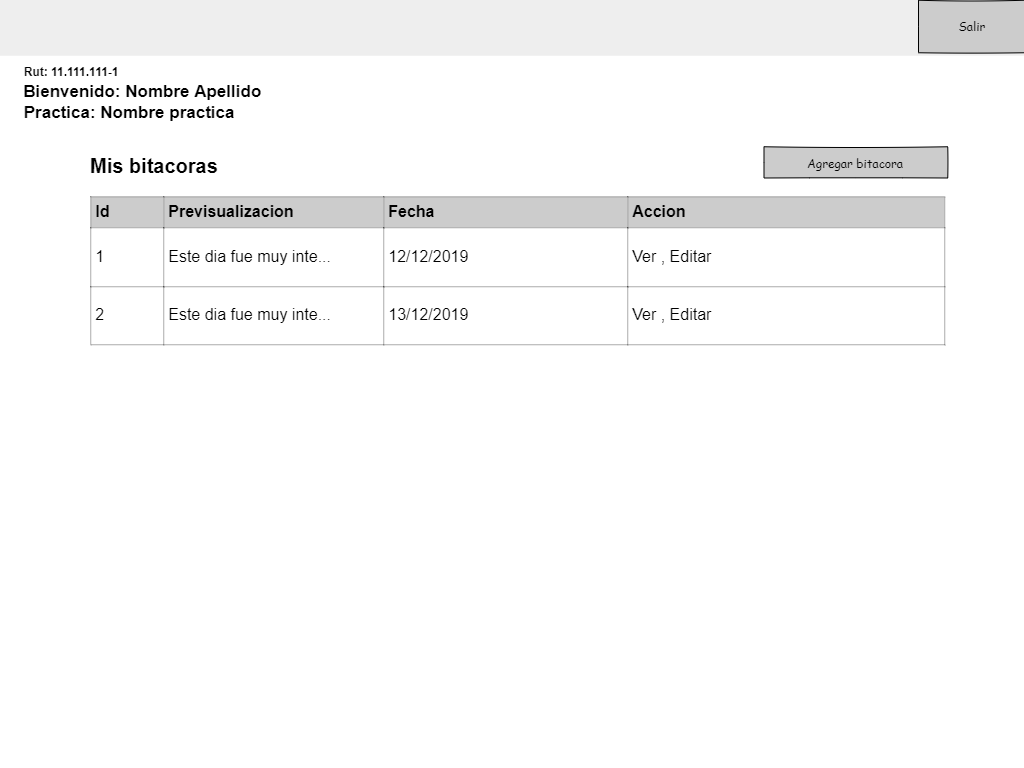 Salir
Rut: 11.111.111-1
Bienvenido: Nombre Apellido
Practica: Nombre practica
Mis bitacoras
Agregar bitacora
Id Previsualizacion Fecha Accion
1 Este dia fue muy inte... 12/12/2019 Ver , Editar
2 Este dia fue muy inte... 13/12/2019 Ver , Editar